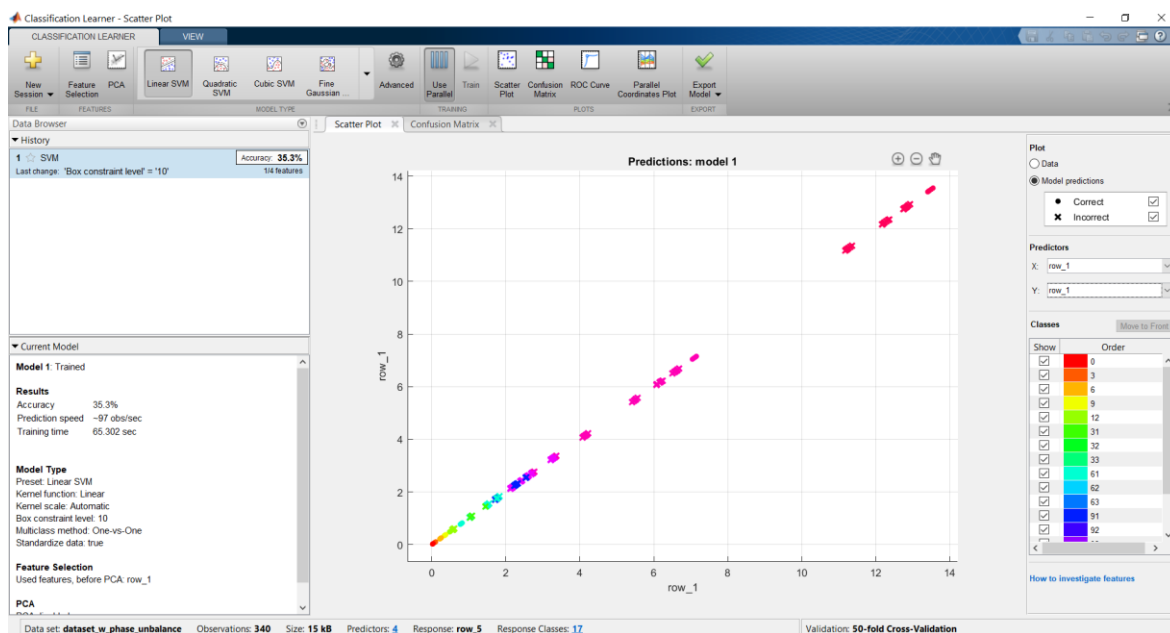 Classification Learner - Scatter Plot
CLASSIFICATION LEARNER
VIEW
New Session
Feature Selection
PCA
Linear SVM
Quadratic SVM
Cubic SVM
Fine Gaussian ...
Advanced
Use Parallel
Train
Scatter Plot
Confusion Matrix
ROC Curve
Parallel Coordinates Plot
Export Model
FILE
FEATURES
MODEL TYPE
TRAINING
PLOTS
EXPORT
Data Browser
History
1 SVM
Accuracy: 35.3%
Last change: 'Box constraint level' = '10'
1/4 features
Current Model
Model 1: Trained
Results
Accuracy 35.3%
Prediction speed ~97 obs/sec
Training time 65.302 sec
Model Type
Preset: Linear SVM
Kernel function: Linear
Kernel scale: Automatic
Box constraint level: 10
Multiclass method: One-vs-One
Standardize data: true
Feature Selection
Used features, before PCA: row_1
PCA
Scatter Plot
Confusion Matrix
Predictions: model 1
14
12
10
8
6
4
2
0
row_1
0 2 4 6 8 10 12 14
row_1
Plot
Data
Model predictions
Correct
Incorrect
Predictors
X: row_1
Y: row_1
Classes
Move to Front
Show Order
0
3
6
9
12
31
32
33
61
62
63
91
92
How to investigate features
Data set: dataset_w_phase_unbalance Observations: 340 Size: 15 kB Predictors: 4 Response: row_5 Response Classes: 17
Validation: 50-fold Cross-Validation